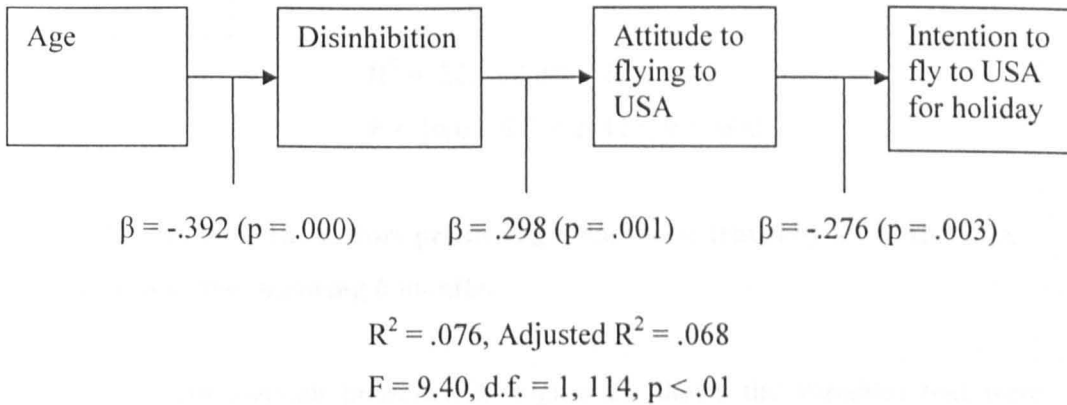 Age
Disinhibition
Attitude to
flying to
USA
Intention to
fly to USA
for holiday
β = -.392 (p = .000)
β = .298 (p = .001)
β = -.276 (p = .003)
R² = .076, Adjusted R² = .068
F = 9.40, d.f. = 1, 114, p < .01